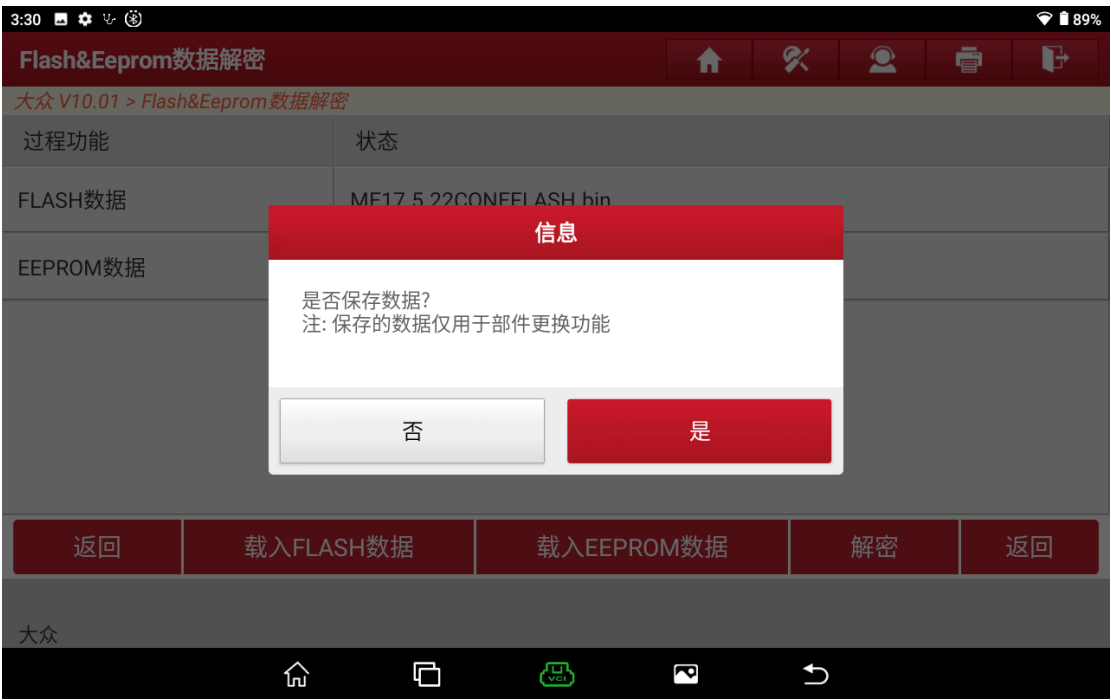 3:30
89%
Flash&Eeprom数据解密
大众 V10.01 > Flash&Eeprom数据解密
过程功能 状态
FLASH数据 ME17.5.22CONFFLASH.bin
信息
EEPROM数据
是否保存数据?
注: 保存的数据仅用于部件更换功能
否 是
返回 载入FLASH数据 载入EEPROM数据 解密 返回
大众
VCI